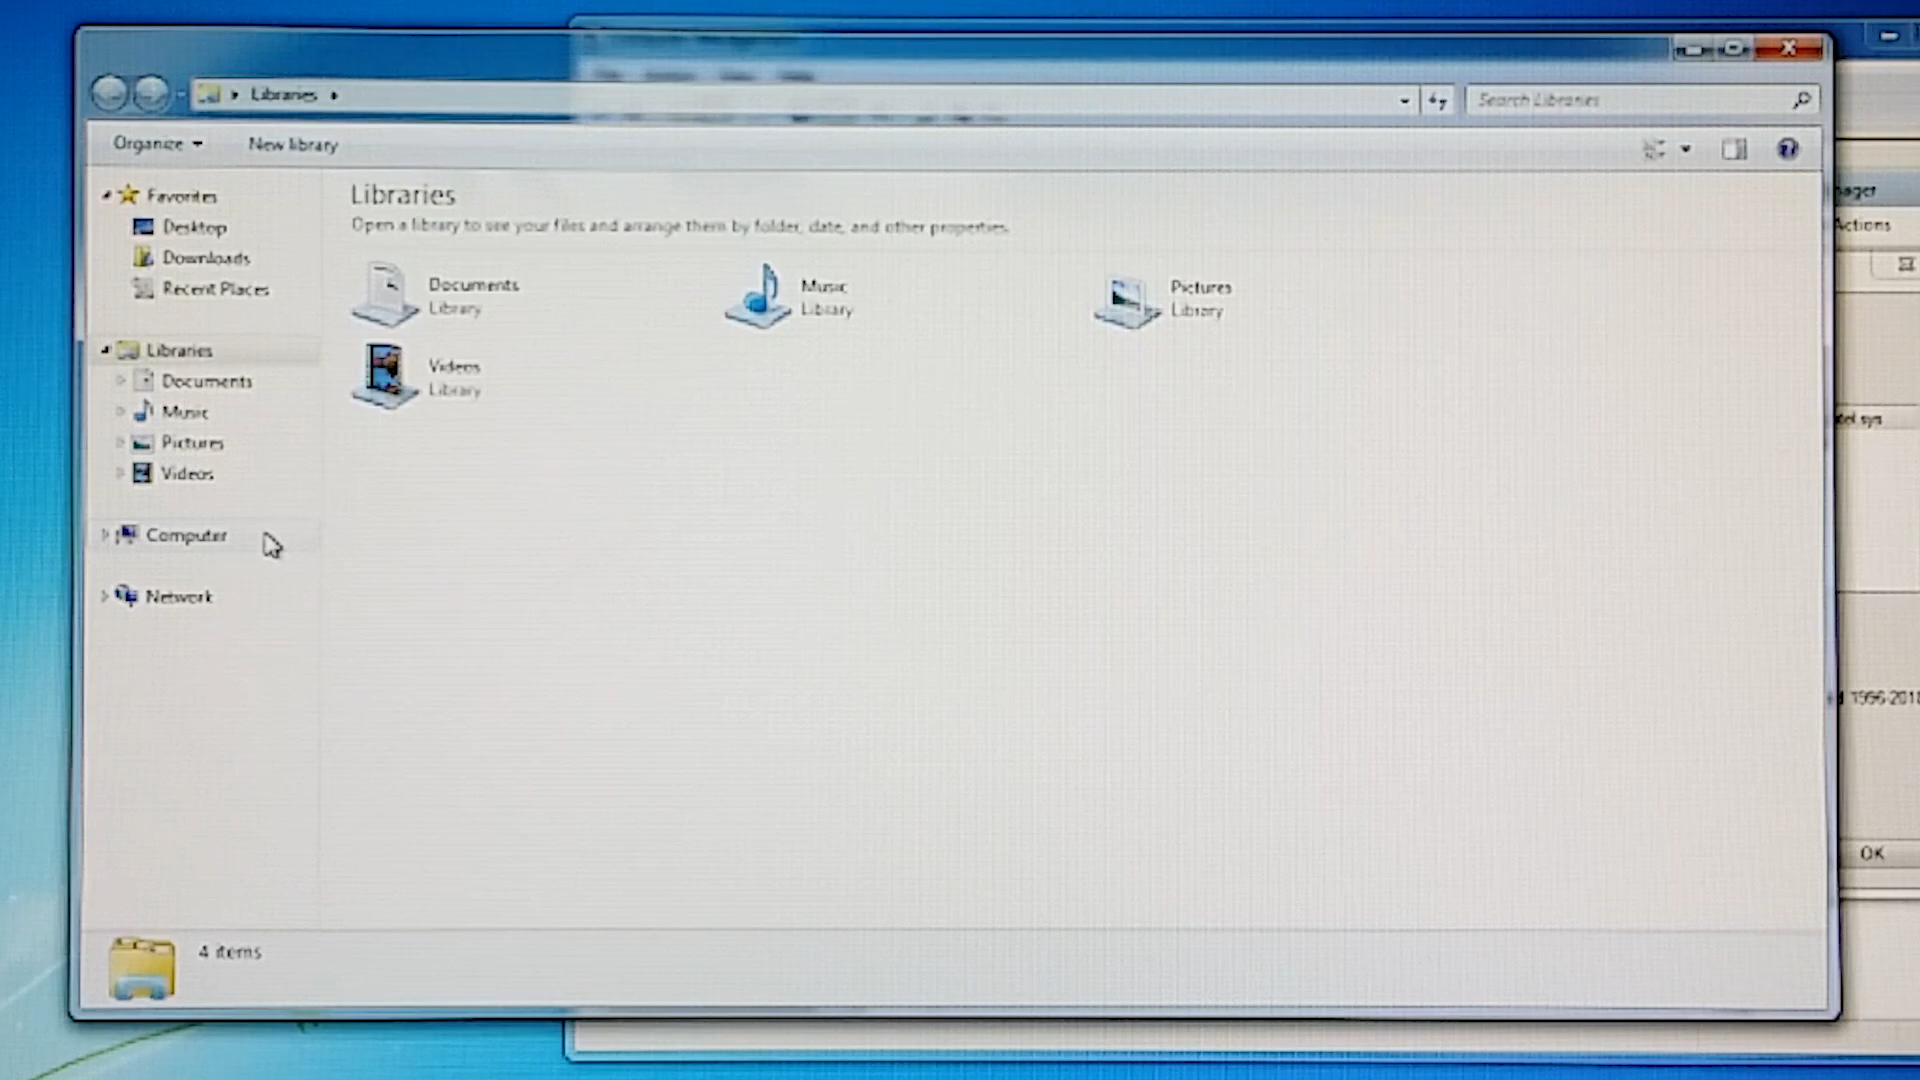 Libraries
Search Libraries
Organize
New library
Favorites
Desktop
Downloads
Recent Places
Libraries
Documents
Music
Pictures
Videos
Computer
Network
Libraries
Open a library to see your files and arrange them by folder, date, and other properties.
Documents
Library
Music
Library
Pictures
Library
Videos
Library
4 items
Actions
OK